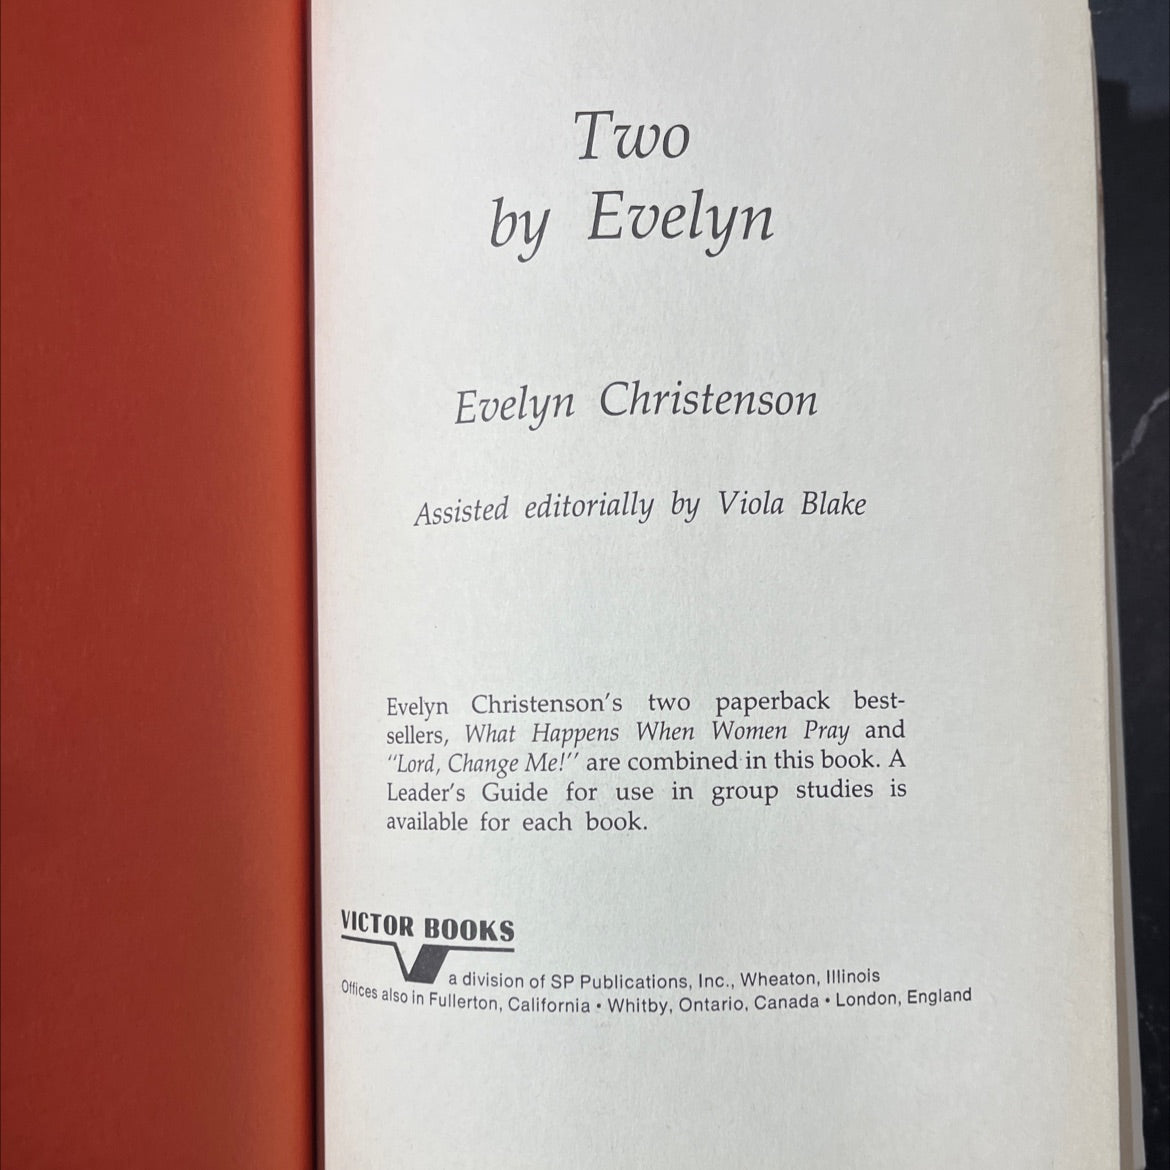 Two
by Evelyn
Evelyn Christenson
Assisted editorially by Viola Blake
Evelyn Christenson's two paperback best-
sellers, What Happens When Women Pray and
"Lord, Change Me!" are combined in this book. A
Leader's Guide for use in group studies is
available for each book.
VICTOR BOOKS
a division of SP Publications, Inc., Wheaton, Illinois
Offices also in Fullerton, California • Whitby, Ontario, Canada • London, England